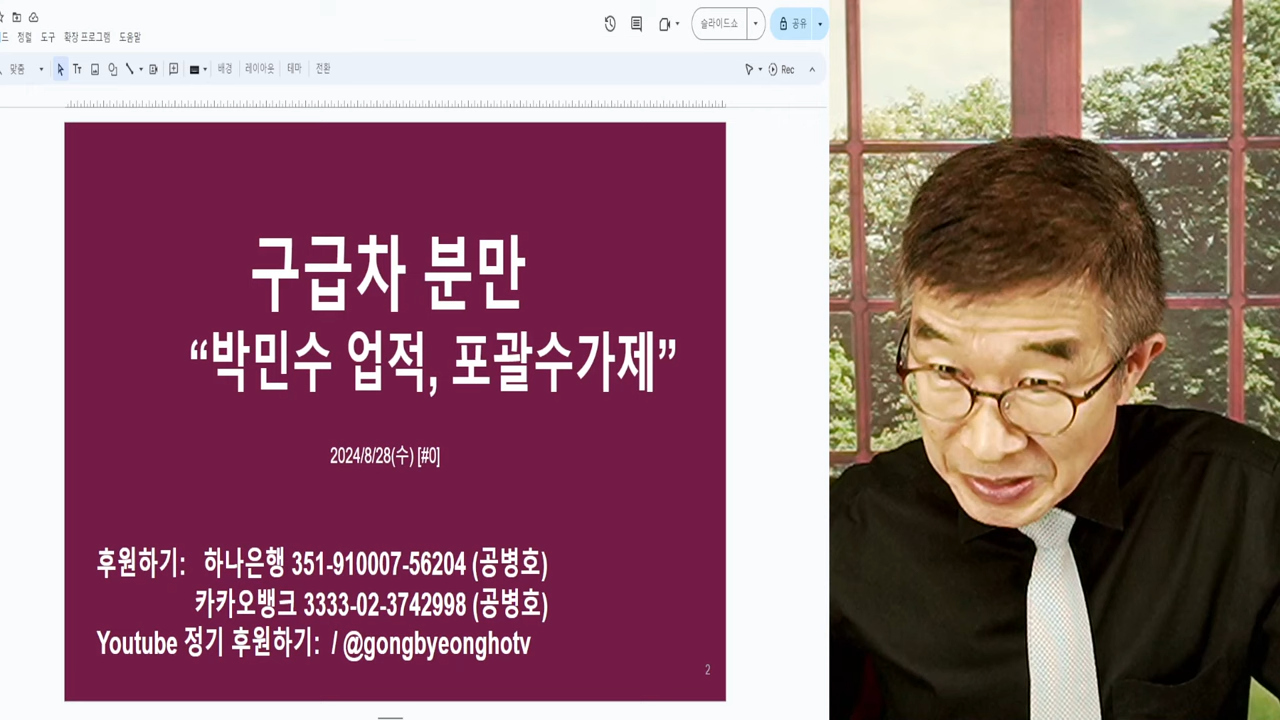 드 정렬 도구 확장 프로그램 도움말
슬라이드쇼
공유
맞춤
Tт
배경
레이아웃
테마
전환
Rec
구급차 분만
“박민수 업적, 포괄수가제”
2024/8/28(수) [#0]
후원하기: 하나은행 351-910007-56204 (공병호)
카카오뱅크 3333-02-3742998 (공병호)
Youtube 정기 후원하기: / @gongbyeonghotv
2